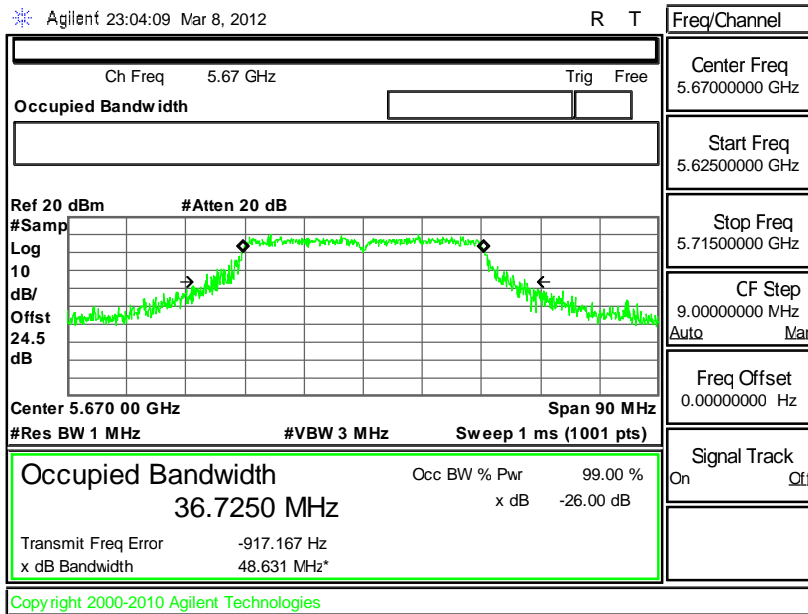 Agilent 23:04:09 Mar 8, 2012
R T
Freq/Channel
Ch Freq 5.67 GHz
Trig Free
Occupied Bandwidth
Center Freq
5.67000000 GHz
Start Freq
5.62500000 GHz
Stop Freq
5.71500000 GHz
CF Step
9.00000000 MHz
Auto Man
Freq Offset
0.00000000 Hz
Signal Track
On Off
Ref 20 dBm #Atten 20 dB
#Samp
Log
10
dB/
Offst
24.5
dB
Center 5.670 00 GHz Span 90 MHz
#Res BW 1 MHz #VBW 3 MHz Sweep 1 ms (1001 pts)
Occupied Bandwidth
36.7250 MHz
Occ BW % Pwr 99.00 %
x dB -26.00 dB
Transmit Freq Error -917.167 Hz
x dB Bandwidth 48.631 MHz*
Copyright 2000-2010 Agilent Technologies